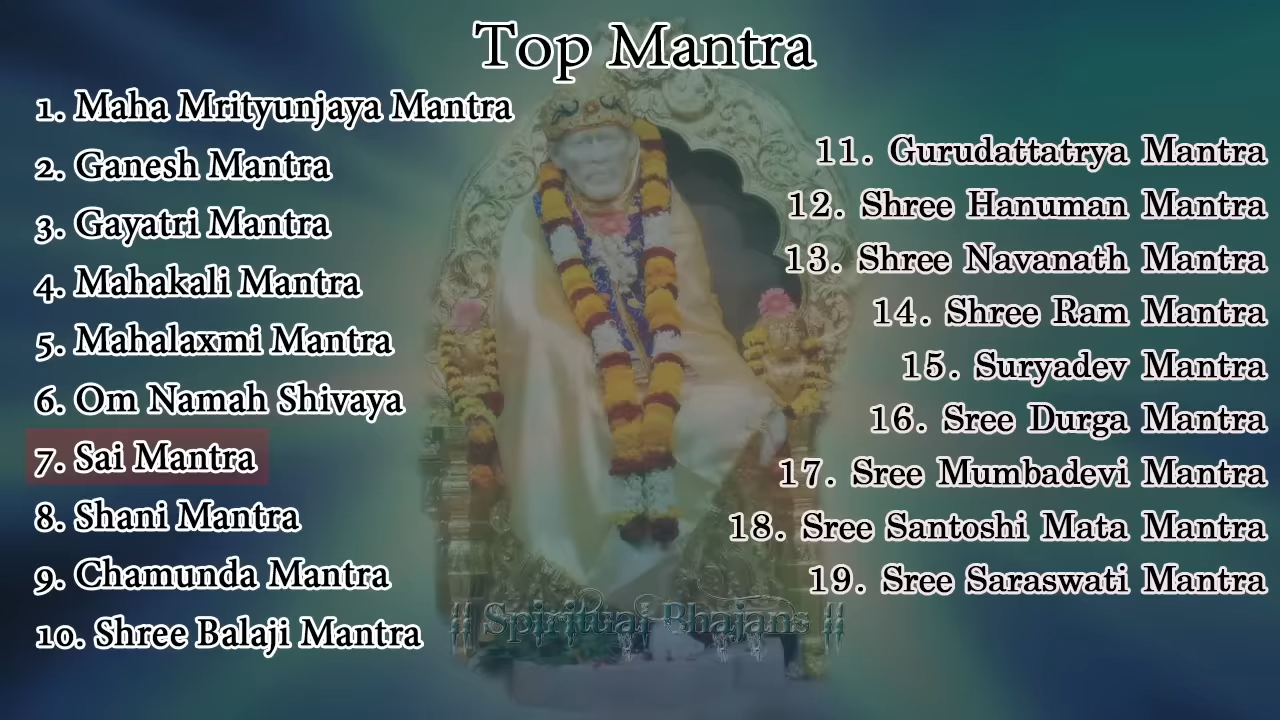 Top Mantra
1. Maha Mrityunjaya Mantra
2. Ganesh Mantra
3. Gayatri Mantra
4. Mahakali Mantra
5. Mahalaxmi Mantra
6. Om Namah Shivaya
7. Sai Mantra
8. Shani Mantra
9. Chamunda Mantra
10. Shree Balaji Mantra
11. Gurudattatrya Mantra
12. Shree Hanuman Mantra
13. Shree Navanath Mantra
14. Shree Ram Mantra
15. Suryadev Mantra
16. Sree Durga Mantra
17. Sree Mumbadevi Mantra
18. Sree Santoshi Mata Mantra
19. Sree Saraswati Mantra
|| Spiritual Bhajans ||